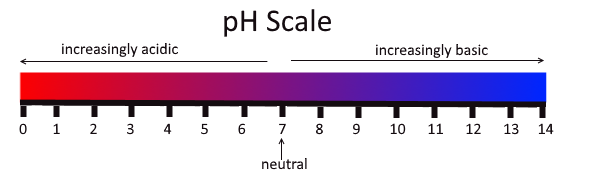 pH Scale
increasingly acidic
increasingly basic
0 1 2 3 4 5 6 7 8 9 10 11 12 13 14
neutral